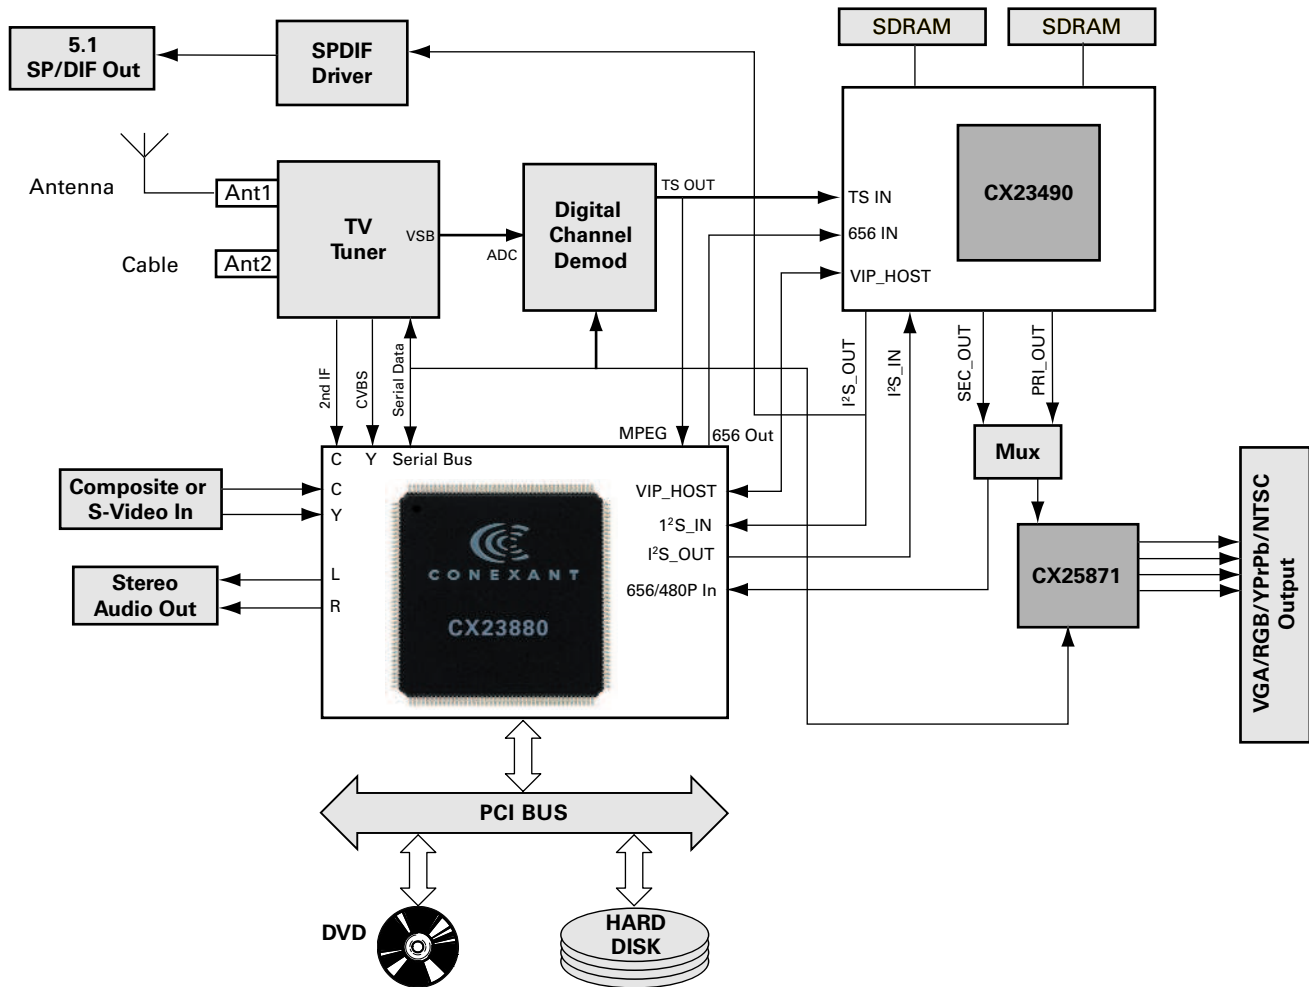 SDRAM
SDRAM
5.1
SP/DIF Out
SPDIF
Driver
Antenna
Ant1
Cable
Ant2
TV
Tuner
VSB
ADC
Digital
Channel
Demod
TS OUT
TS IN
656 IN
VIP_HOST
CX23490
2nd IF
CVBS
Serial Data
I²S_OUT
I²S_IN
SEC_OUT
PRI_OUT
MPEG
656 Out
Mux
C
Y
Serial Bus
Composite or
S-Video In
C
Y
VIP_HOST
1²S_IN
I²S_OUT
656/480P In
CONEXANT
CX23880
Stereo
Audio Out
L
R
CX25871
VGA/RGB/YPrPb/NTSC
Output
PCI BUS
DVD
HARD
DISK